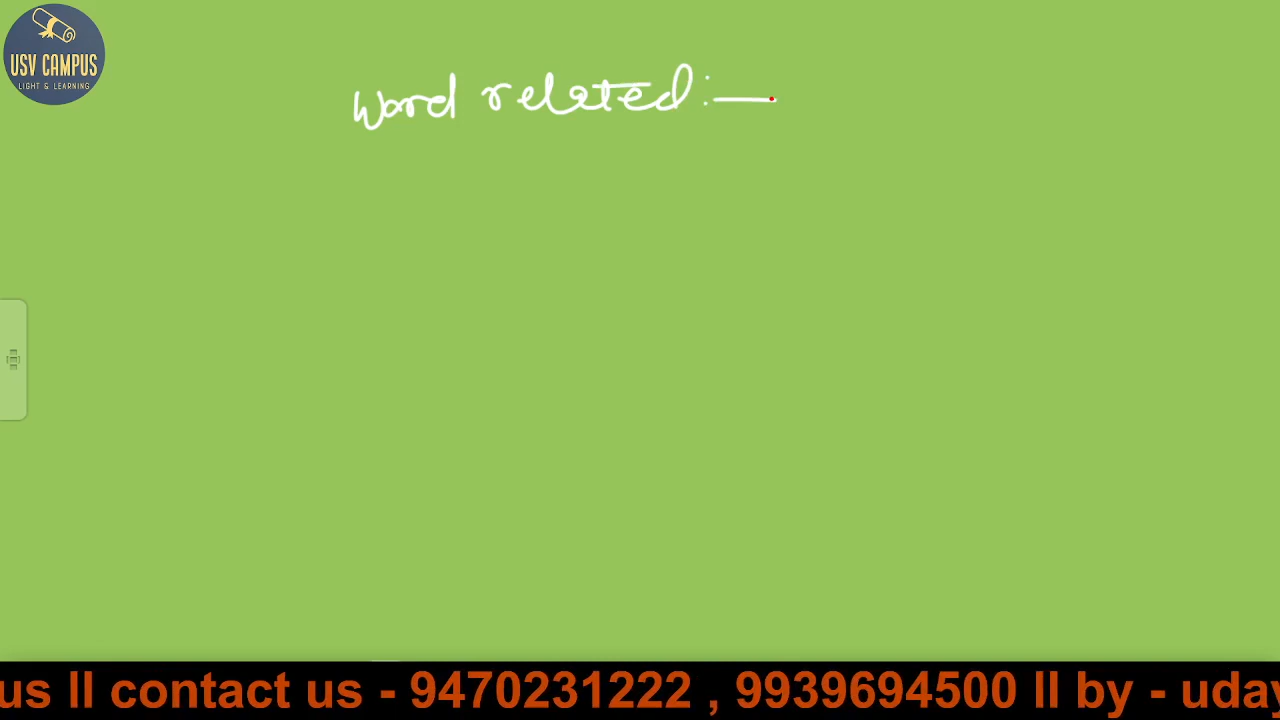 USV CAMPUS
LIGHT & LEARNING
Word related :—
us ll contact us - 9470231222 , 9939694500 ll by - uday